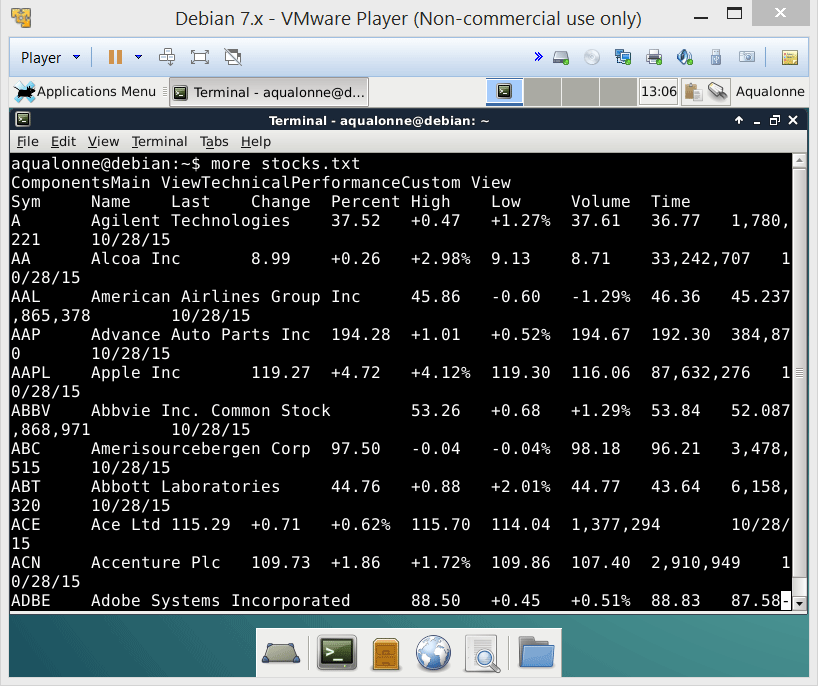 Debian 7.x - VMware Player (Non-commercial use only)
Player
Applications Menu Terminal - aqualonne@d... 13:06 Aqualonne
Terminal - aqualonne@debian: ~
File Edit View Terminal Tabs Help
aqualonne@debian:~$ more stocks.txt
ComponentsMain ViewTechnicalPerformanceCustom View
Sym Name Last Change Percent High Low Volume Time
A Agilent Technologies 37.52 +0.47 +1.27% 37.61 36.77 1,780,
221 10/28/15
AA Alcoa Inc 8.99 +0.26 +2.98% 9.13 8.71 33,242,707 1
0/28/15
AAL American Airlines Group Inc 45.86 -0.60 -1.29% 46.36 45.237
,865,378 10/28/15
AAP Advance Auto Parts Inc 194.28 +1.01 +0.52% 194.67 192.30 384,87
0 10/28/15
AAPL Apple Inc 119.27 +4.72 +4.12% 119.30 116.06 87,632,276 1
0/28/15
ABBV Abbvie Inc. Common Stock 53.26 +0.68 +1.29% 53.84 52.087
,868,971 10/28/15
ABC Amerisourcebergen Corp 97.50 -0.04 -0.04% 98.18 96.21 3,478,
515 10/28/15
ABT Abbott Laboratories 44.76 +0.88 +2.01% 44.77 43.64 6,158,
320 10/28/15
ACE Ace Ltd 115.29 +0.71 +0.62% 115.70 114.04 1,377,294 10/28/
15
ACN Accenture Plc 109.73 +1.86 +1.72% 109.86 107.40 2,910,949 1
0/28/15
ADBE Adobe Systems Incorporated 88.50 +0.45 +0.51% 88.83 87.58-